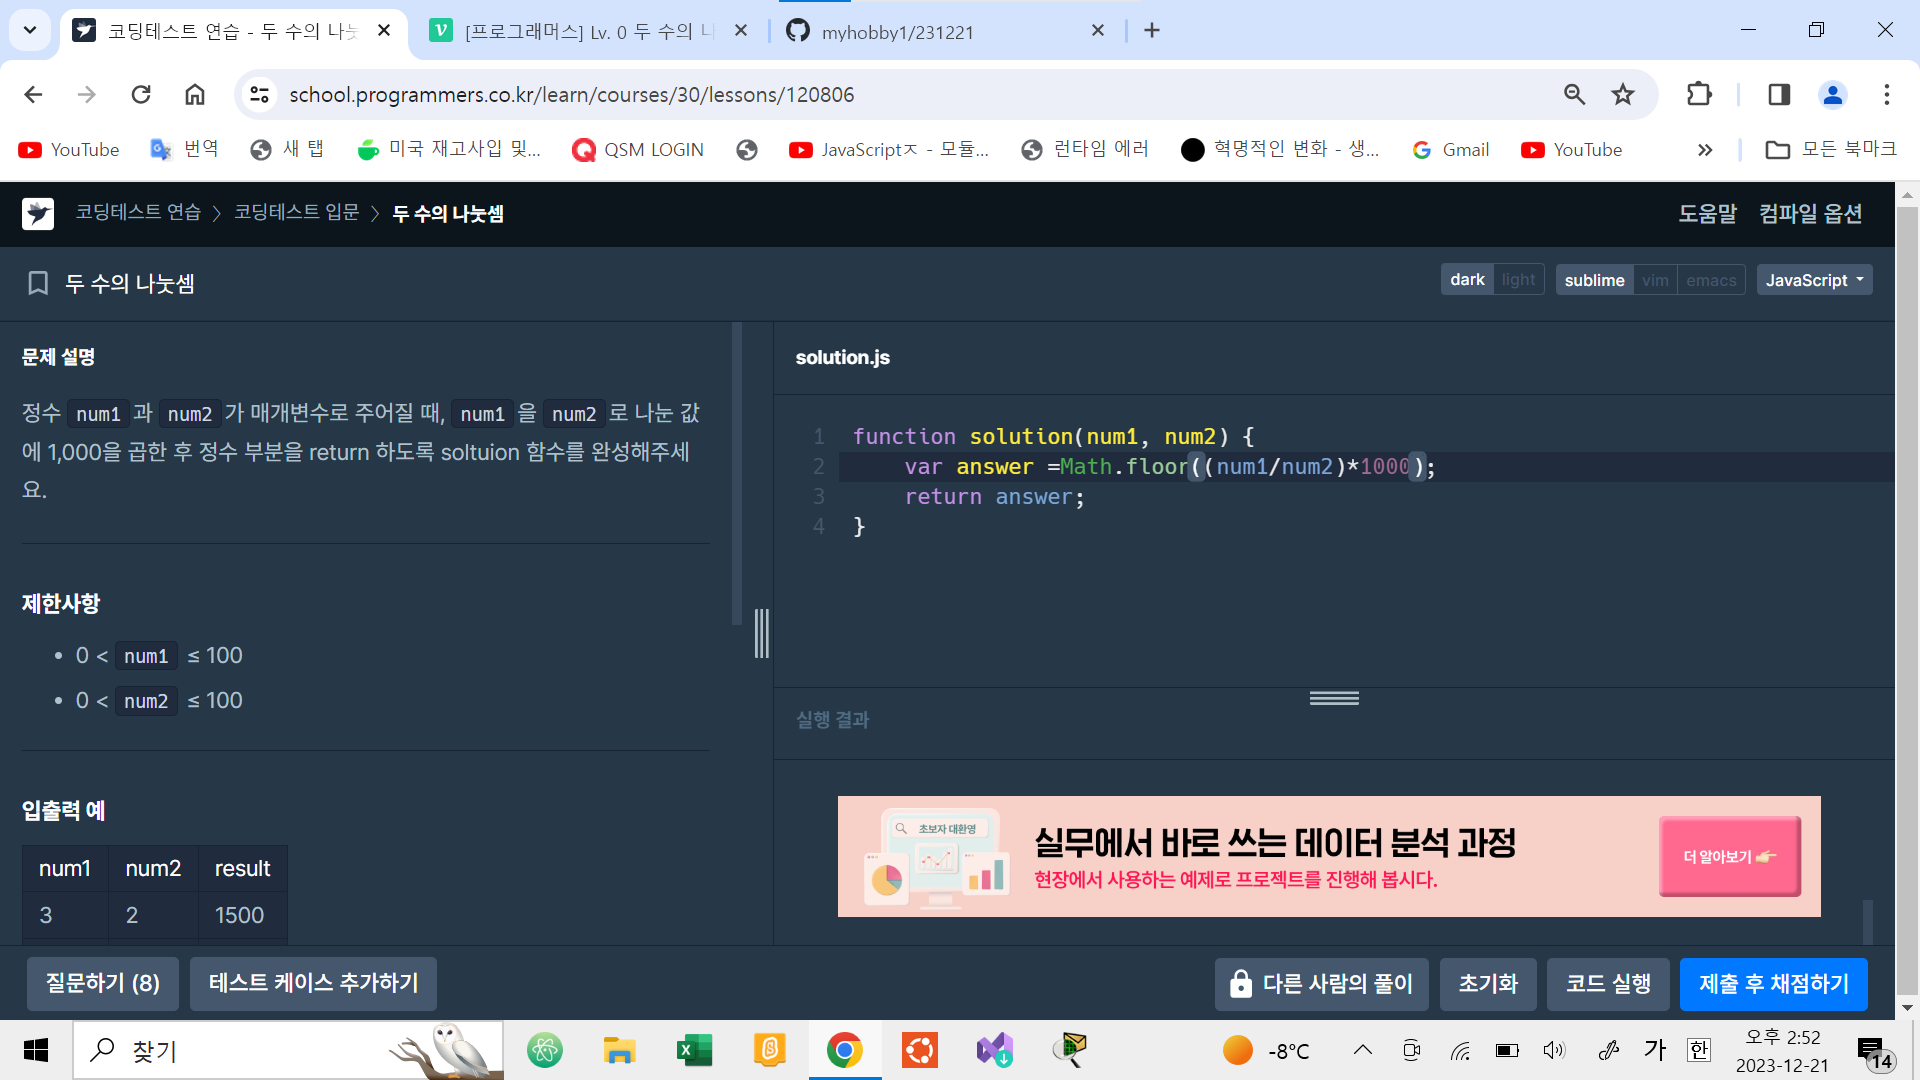 코딩테스트 연습 - 두 수의 나눗
[프로그래머스] Lv. 0 두 수의 나
myhobby1/231221
school.programmers.co.kr/learn/courses/30/lessons/120806
YouTube
번역
새 탭
미국 재고사입 및...
QSM LOGIN
JavaScriptㅈ - 모듈...
런타임 에러
혁명적인 변화 - 생...
Gmail
YouTube
모든 북마크
코딩테스트 연습
코딩테스트 입문
두 수의 나눗셈
도움말
컴파일 옵션
두 수의 나눗셈
dark light
sublime vim emacs
JavaScript
문제 설명
정수 num1 과 num2 가 매개변수로 주어질 때, num1 을 num2 로 나눈 값
에 1,000을 곱한 후 정수 부분을 return 하도록 soltuion 함수를 완성해주세
요.
제한사항
• 0 < num1 ≤ 100
• 0 < num2 ≤ 100
입출력 예
num1 num2 result
3 2 1500
solution.js
1 function solution(num1, num2) {
2 var answer =Math.floor((num1/num2)*1000);
3 return answer;
4 }
실행 결과
초보자 대환영
실무에서 바로 쓰는 데이터 분석 과정
현장에서 사용하는 예제로 프로젝트를 진행해 봅시다.
더 알아보기
질문하기 (8)
테스트 케이스 추가하기
다른 사람의 풀이
초기화
코드 실행
제출 후 채점하기
찾기
-8°C
가
한
오후 2:52
2023-12-21
14